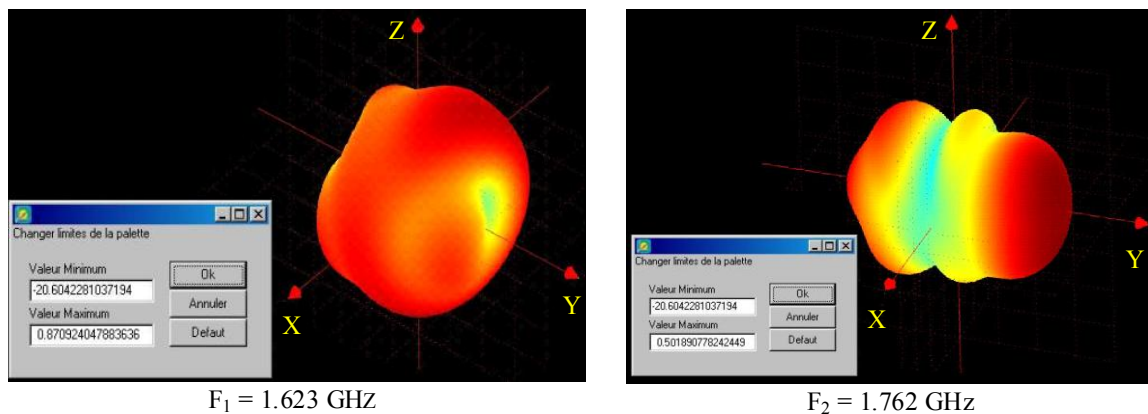 Z
X
Y
Changer limites de la palette
Valeur Minimum
-20.6042281037194
Valeur Maximum
0.870924047883636
Ok
Annuler
Defaut
F₁ = 1.623 GHz
Z
X
Y
Changer limites de la palette
Valeur Minimum
-20.6042281037194
Valeur Maximum
0.501890778242449
Ok
Annuler
Defaut
F₂ = 1.762 GHz